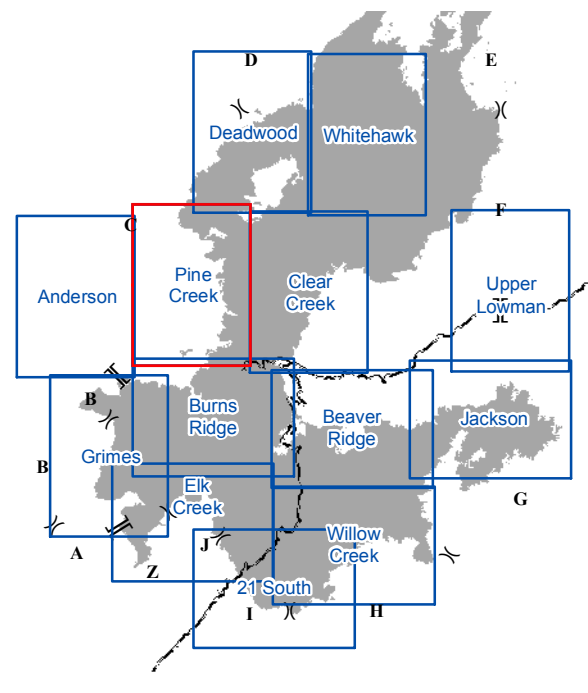 D
E
Deadwood
Whitehawk
C
F
Anderson
Pine
Creek
Clear
Creek
Upper
Lowman
B
Burns
Ridge
Beaver
Ridge
Jackson
B
Grimes
Elk
Creek
G
A
J
Willow
Creek
Z
21 South
I
H